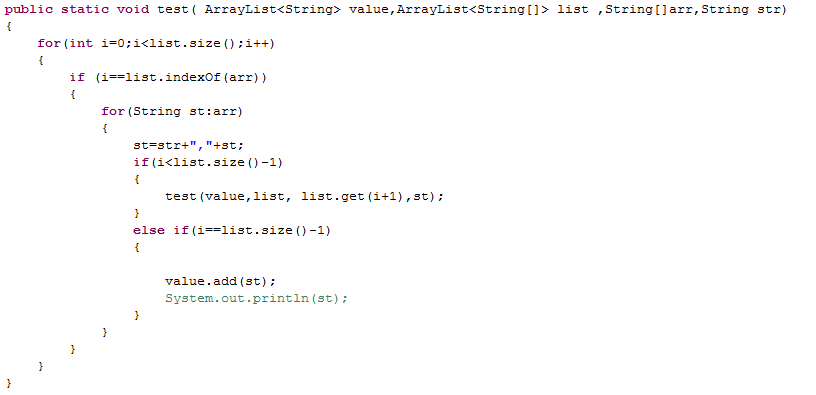 public static void test( ArrayList<String> value,ArrayList<String[]> list ,String[]arr,String str)
{
    for(int i=0;i<list.size();i++)
    {
        if (i==list.indexOf(arr))
        {
            for(String st:arr)
            {
                st=str+","+st;
                if(i<list.size()-1)
                {
                    test(value,list, list.get(i+1),st);
                }
                else if(i==list.size()-1)
                {
                    value.add(st);
                    System.out.println(st);
                }
            }
        }
    }
}